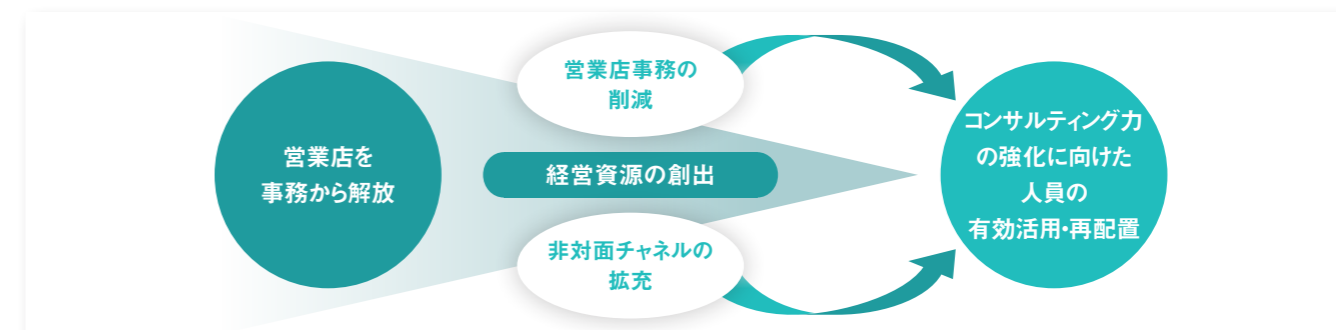 営業店を
事務から解放
営業店事務の
削減
経営資源の創出
非対面チャネルの
拡充
コンサルティング力
の強化に向けた
人員の
有効活用・再配置